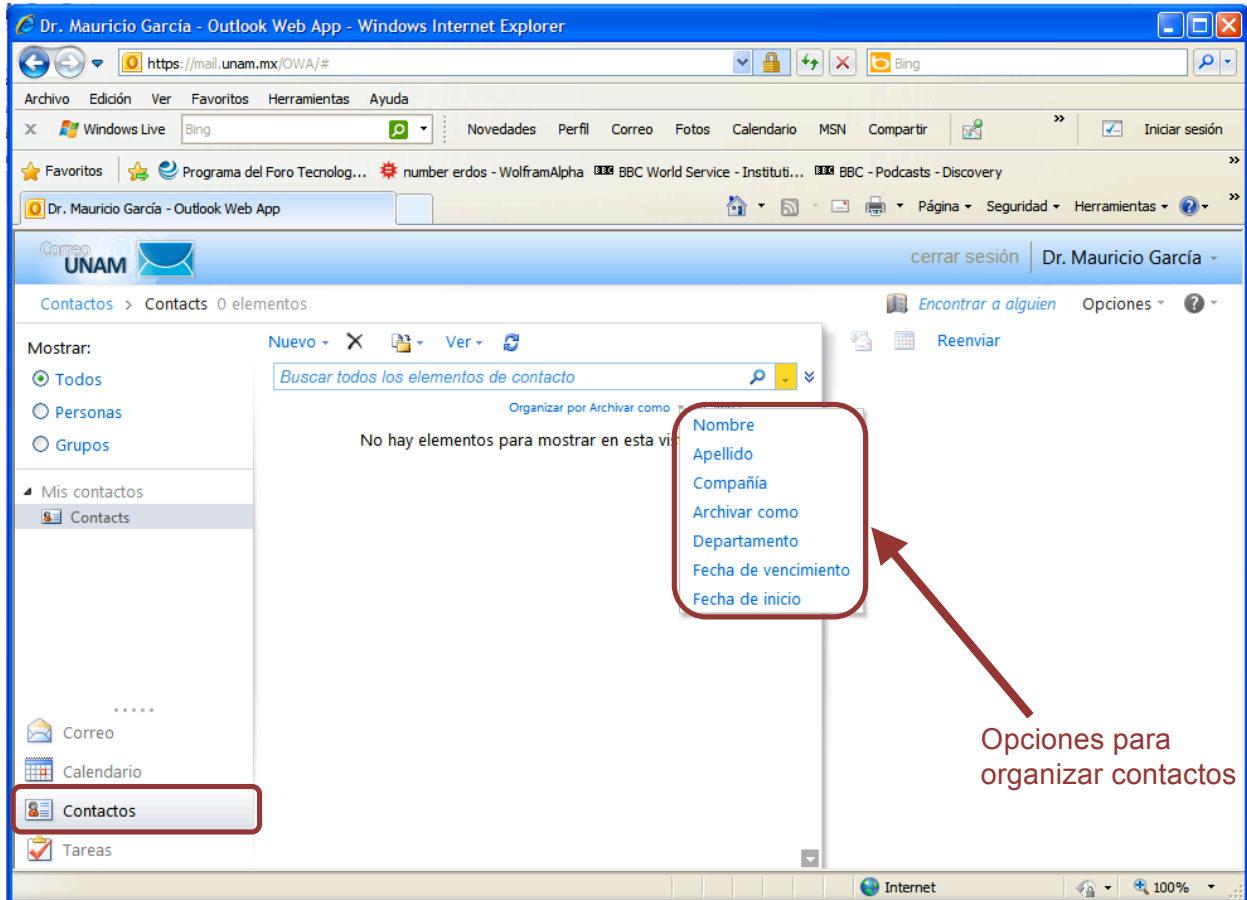 Dr. Mauricio García - Outlook Web App - Windows Internet Explorer
https://mail.unam.mx/OWA/#
Bing
Archivo Edición Ver Favoritos Herramientas Ayuda
X Windows Live Bing Novedades Perfil Correo Fotos Calendario MSN Compartir » Iniciar sesión
Favoritos Programa del Foro Tecnolog... number erdos - WolframAlpha BBC BBC World Service - Instituti... BBC BBC - Podcasts - Discovery »
Dr. Mauricio García - Outlook Web App
Página Seguridad Herramientas »
Correo
UNAM
cerrar sesión Dr. Mauricio García
Contactos > Contacts 0 elementos
Encontrar a alguien Opciones
Mostrar:
Todos
Personas
Grupos
Mis contactos
Contacts
Nuevo Ver
Buscar todos los elementos de contacto
Organizar por Archivar como
No hay elementos para mostrar en esta
Nombre
Apellido
Compañía
Archivar como
Departamento
Fecha de vencimiento
Fecha de inicio
Reenviar
Opciones para
organizar contactos
Correo
Calendario
Contactos
Tareas
Internet 100%